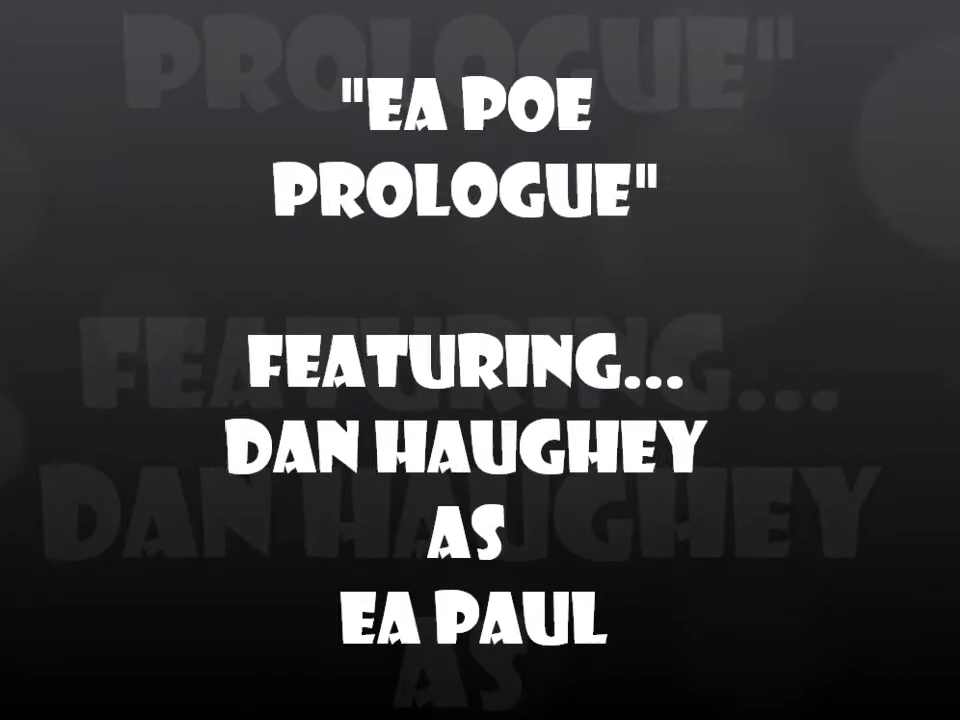 "EA POE
PROLOGUE"
FEATURING...
DAN HAUGHEY
AS
EA PAUL